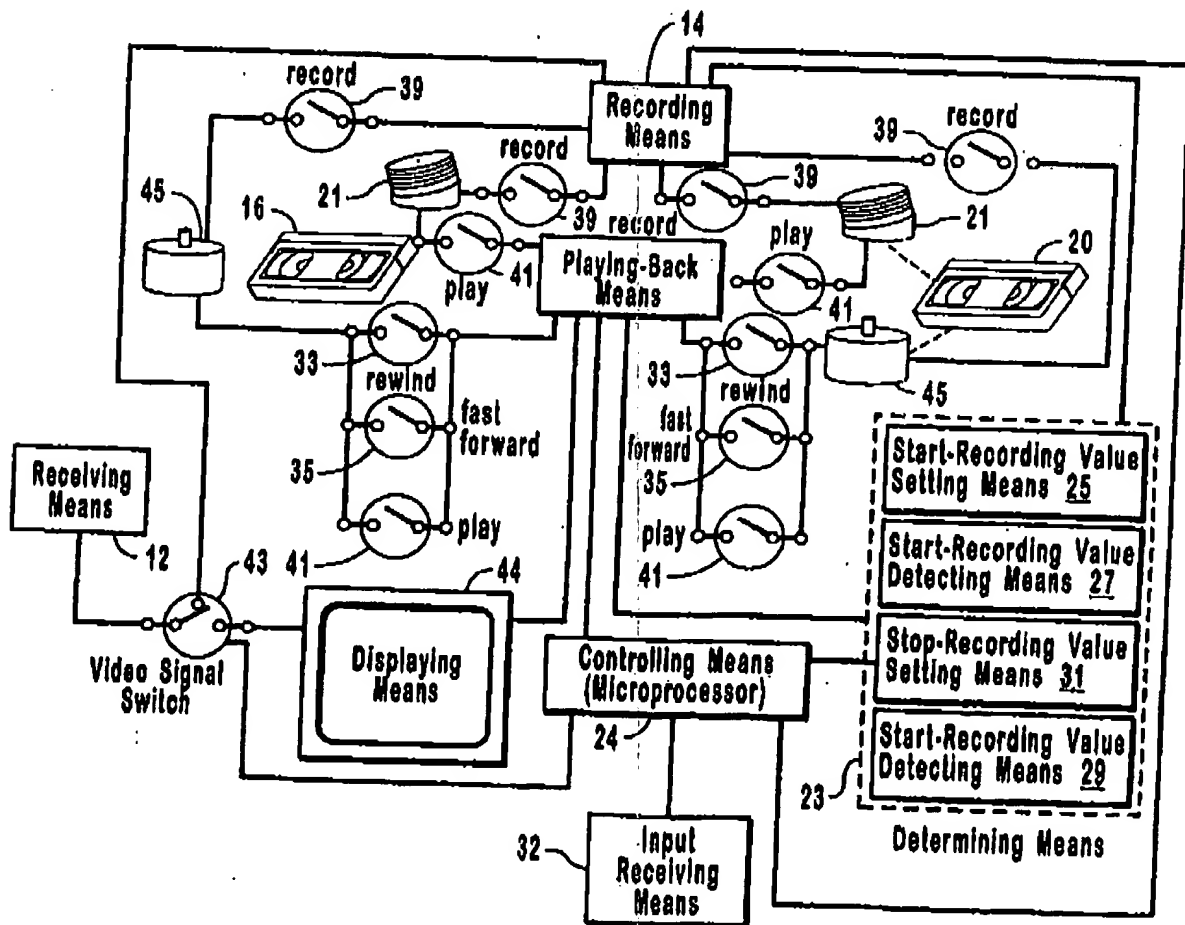 14
record
39
Recording
Means
record
39
record
39
21
record
39
21
45
16
play
41
Playing-Back
Means
play
41
20
33
rewind
fast
forward
35
play
41
33
rewind
fast
forward
35
play
41
45
Receiving
Means
12
43
Video Signal
Switch
44
Displaying
Means
Controlling Means
(Microprocessor)
24
32
Input
Receiving
Means
Start-Recording Value
Setting Means 25
Start-Recording Value
Detecting Means 27
Stop-Recording Value
Setting Means 31
Start-Recording Value
Detecting Means 29
23
Determining Means